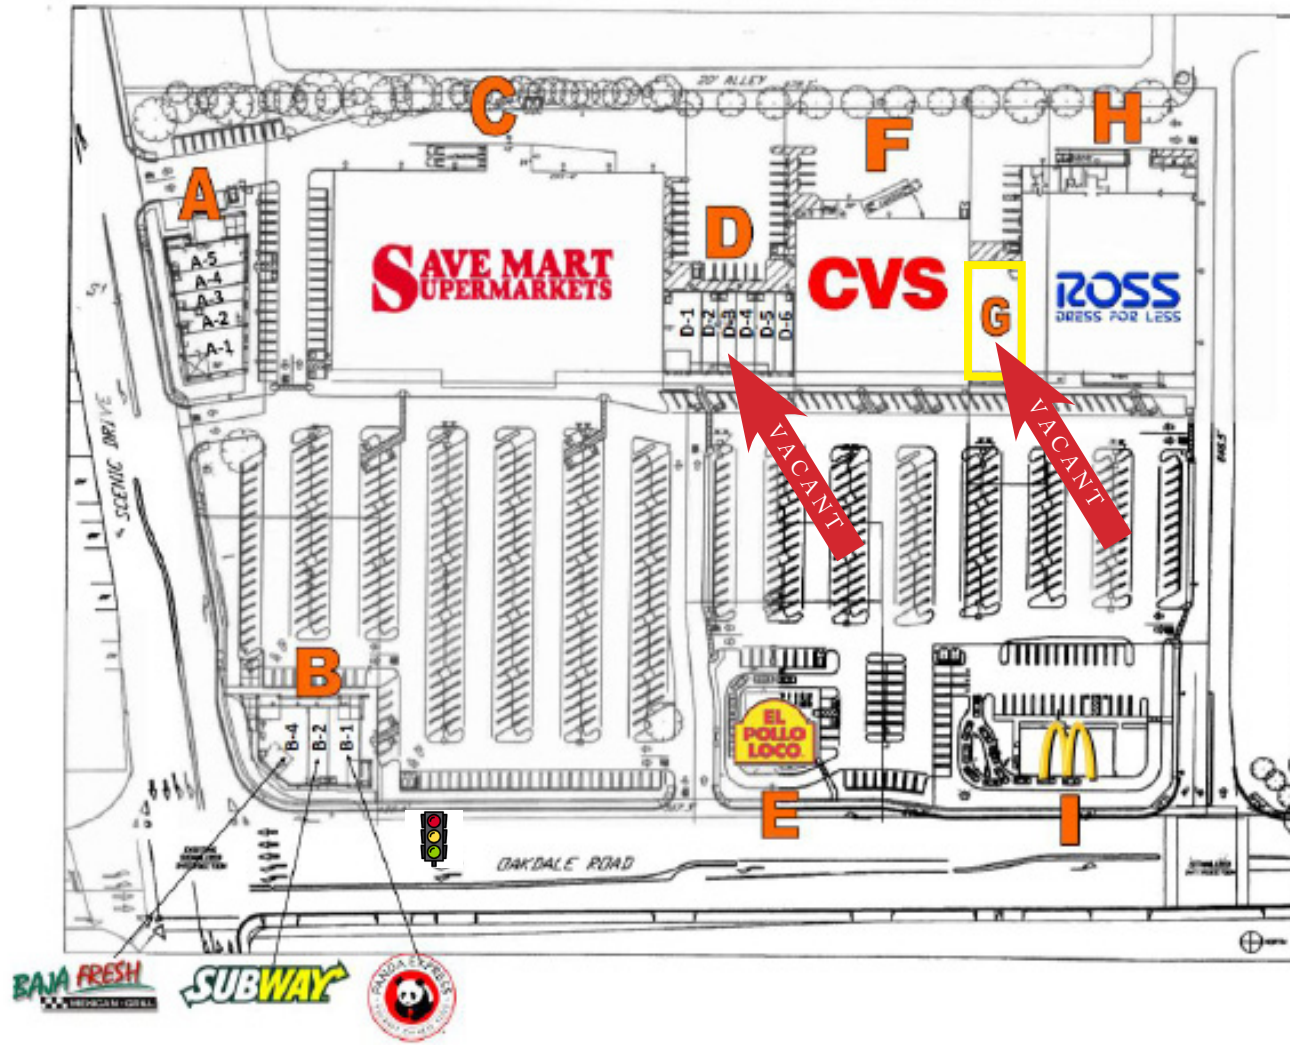 20' ALLEY
C
H
F
A
D
A-5
A-4
A-3
A-2
A-1
SAVE MART
SUPERMARKETS
CVS
ROSS
DRESS FOR LESS
G
D-1
D-2
D-3
D-4
D-5
D-6
VACANT
VACANT
SCENIC DRIVE
B
B-4
B-2
B-1
EL
POLLO
LOCO
E
I
OAKDALE ROAD
NORTH
BAJA FRESH
MEXICAN GRILL
SUBWAY
PANDA EXPRESS